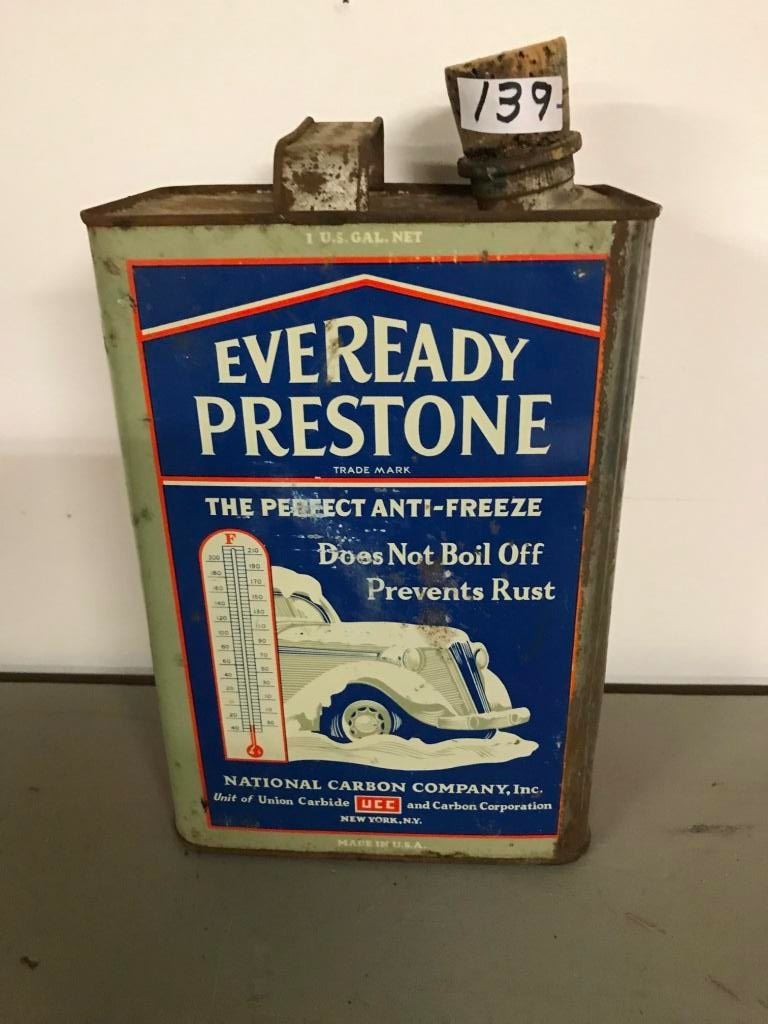 139
1 U.S. GAL. NET
EVEREADY
PRESTONE
TRADE MARK
THE PERFECT ANTI-FREEZE
Does Not Boil Off
Prevents Rust
F
NATIONAL CARBON COMPANY, Inc.
Unit of Union Carbide UCC and Carbon Corporation
NEW YORK, N.Y.
MADE IN U.S.A.